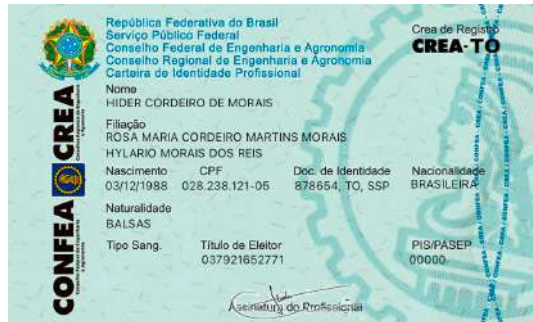 República Federativa do Brasil
Serviço Público Federal
Conselho Federal de Engenharia e Agronomia
Conselho Regional de Engenharia e Agronomia
Carteira de Identidade Profissional
Crea de Registro
CREA-TO
Nome
HIDER CORDEIRO DE MORAIS
Filiação
ROSA MARIA CORDEIRO MARTINS MORAIS
HYLARIO MORAIS DOS REIS
Nascimento CPF Doc. de Identidade Nacionalidade
03/12/1988 028.238.121-05 878654, TO, SSP BRASILEIRA
Naturalidade
BALSAS
Tipo Sang. Título de Eleitor PIS/PASEP
037921652771 00000
Assinatura do Profissional
CONFEA
CREA